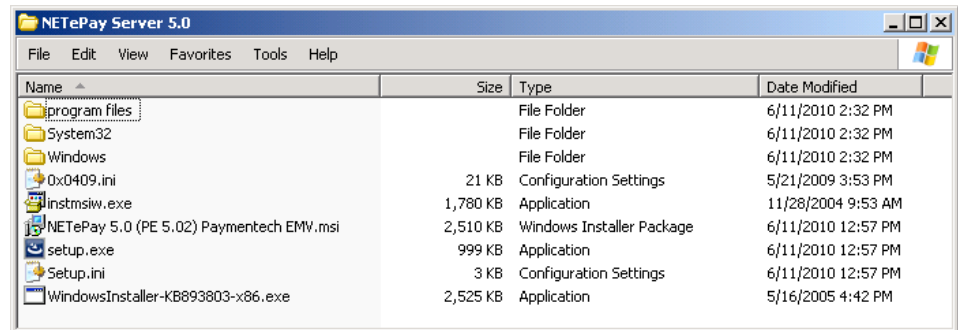 NETePay Server 5.0
File Edit View Favorites Tools Help
Name Size Type Date Modified
program files File Folder 6/11/2010 2:32 PM
System32 File Folder 6/11/2010 2:32 PM
Windows File Folder 6/11/2010 2:32 PM
0x0409.ini 21 KB Configuration Settings 5/21/2009 3:53 PM
instmsiw.exe 1,780 KB Application 11/28/2004 9:53 AM
NETePay 5.0 (PE 5.02) Paymentech EMV.msi 2,510 KB Windows Installer Package 6/11/2010 12:57 PM
setup.exe 999 KB Application 6/11/2010 12:57 PM
Setup.ini 3 KB Configuration Settings 6/11/2010 12:57 PM
WindowsInstaller-KB893803-x86.exe 2,525 KB Application 5/16/2005 4:42 PM